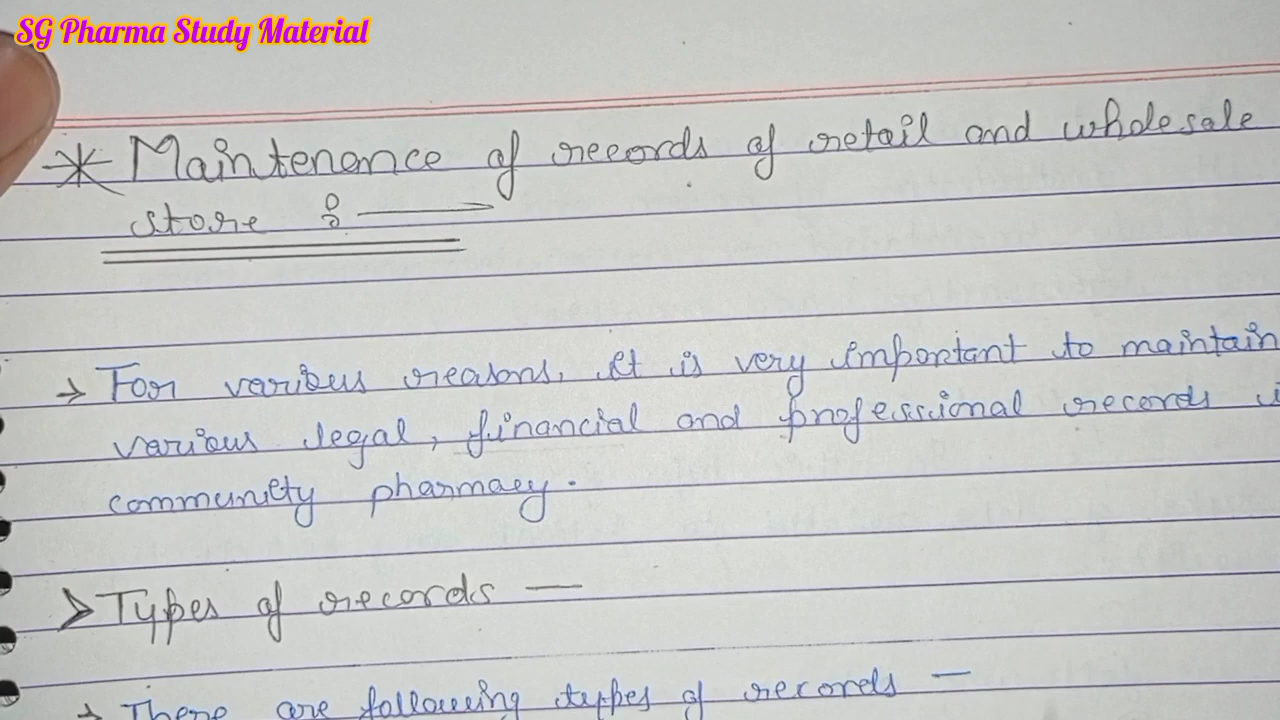 SG Pharma Study Material
* Maintenance of records of retail and wholesale
store :
→ For various reasons, it is very important to maintain
various legal, financial and professional records
community pharmacy.
> Types of records —
→ There are following types of records —